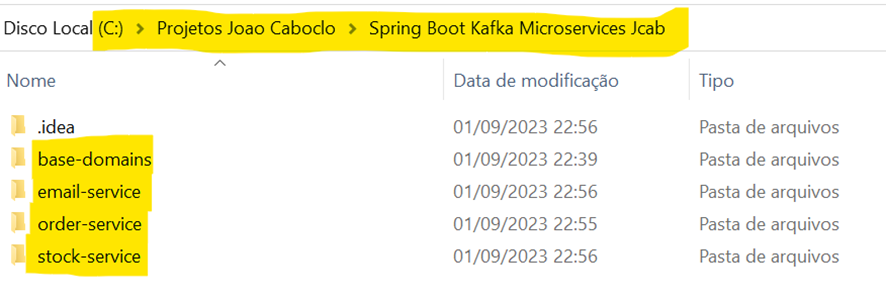 Disco Local (C:) > Projetos Joao Caboclo > Spring Boot Kafka Microservices Jcab
Nome Data de modificação Tipo
.idea 01/09/2023 22:56 Pasta de arquivos
base-domains 01/09/2023 22:39 Pasta de arquivos
email-service 01/09/2023 22:56 Pasta de arquivos
order-service 01/09/2023 22:55 Pasta de arquivos
stock-service 01/09/2023 22:56 Pasta de arquivos